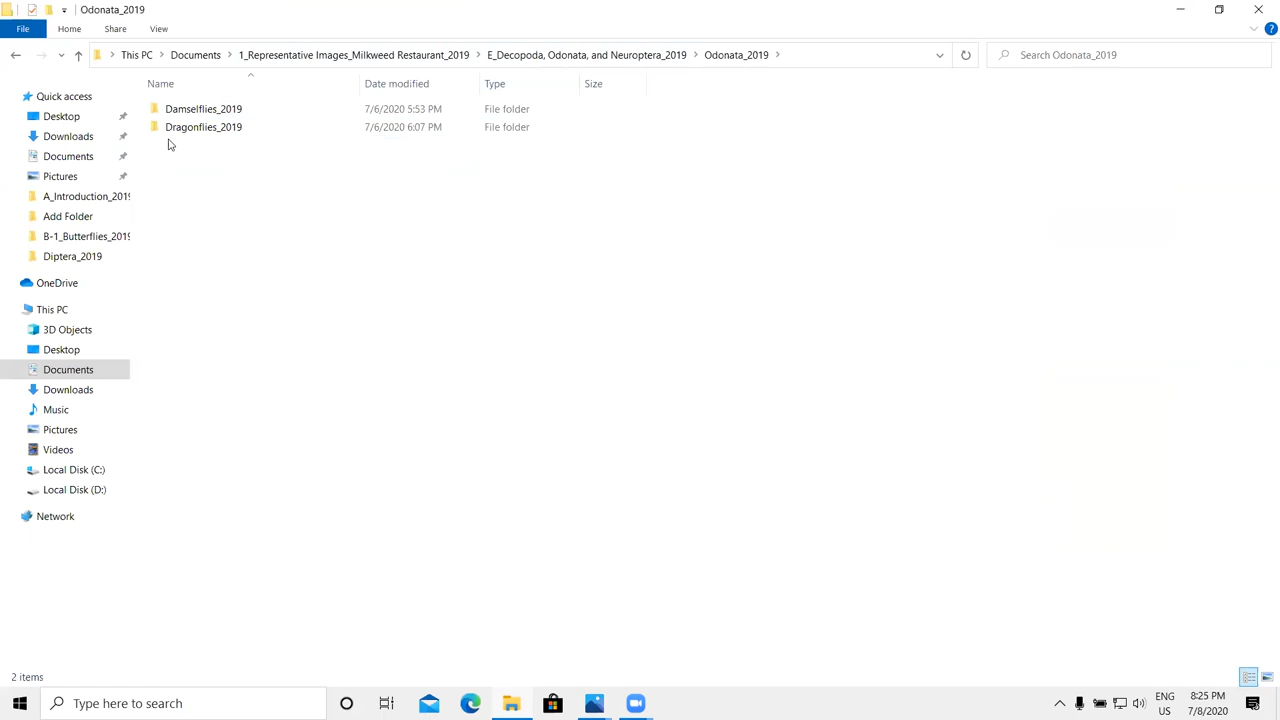 Odonata_2019
File Home Share View
This PC Documents 1_Representative Images_Milkweed Restaurant_2019 E_Decopoda, Odonata, and Neuroptera_2019 Odonata_2019 Search Odonata_2019
Name Date modified Type Size
Damselflies_2019 7/6/2020 5:53 PM File folder
Dragonflies_2019 7/6/2020 6:07 PM File folder
Quick access
Desktop
Downloads
Documents
Pictures
A_Introduction_2019
Add Folder
B-1_Butterflies_2019
Diptera_2019
OneDrive
This PC
3D Objects
Desktop
Documents
Downloads
Music
Pictures
Videos
Local Disk (C:)
Local Disk (D:)
Network
2 items
Type here to search
ENG
US
8:25 PM
7/8/2020